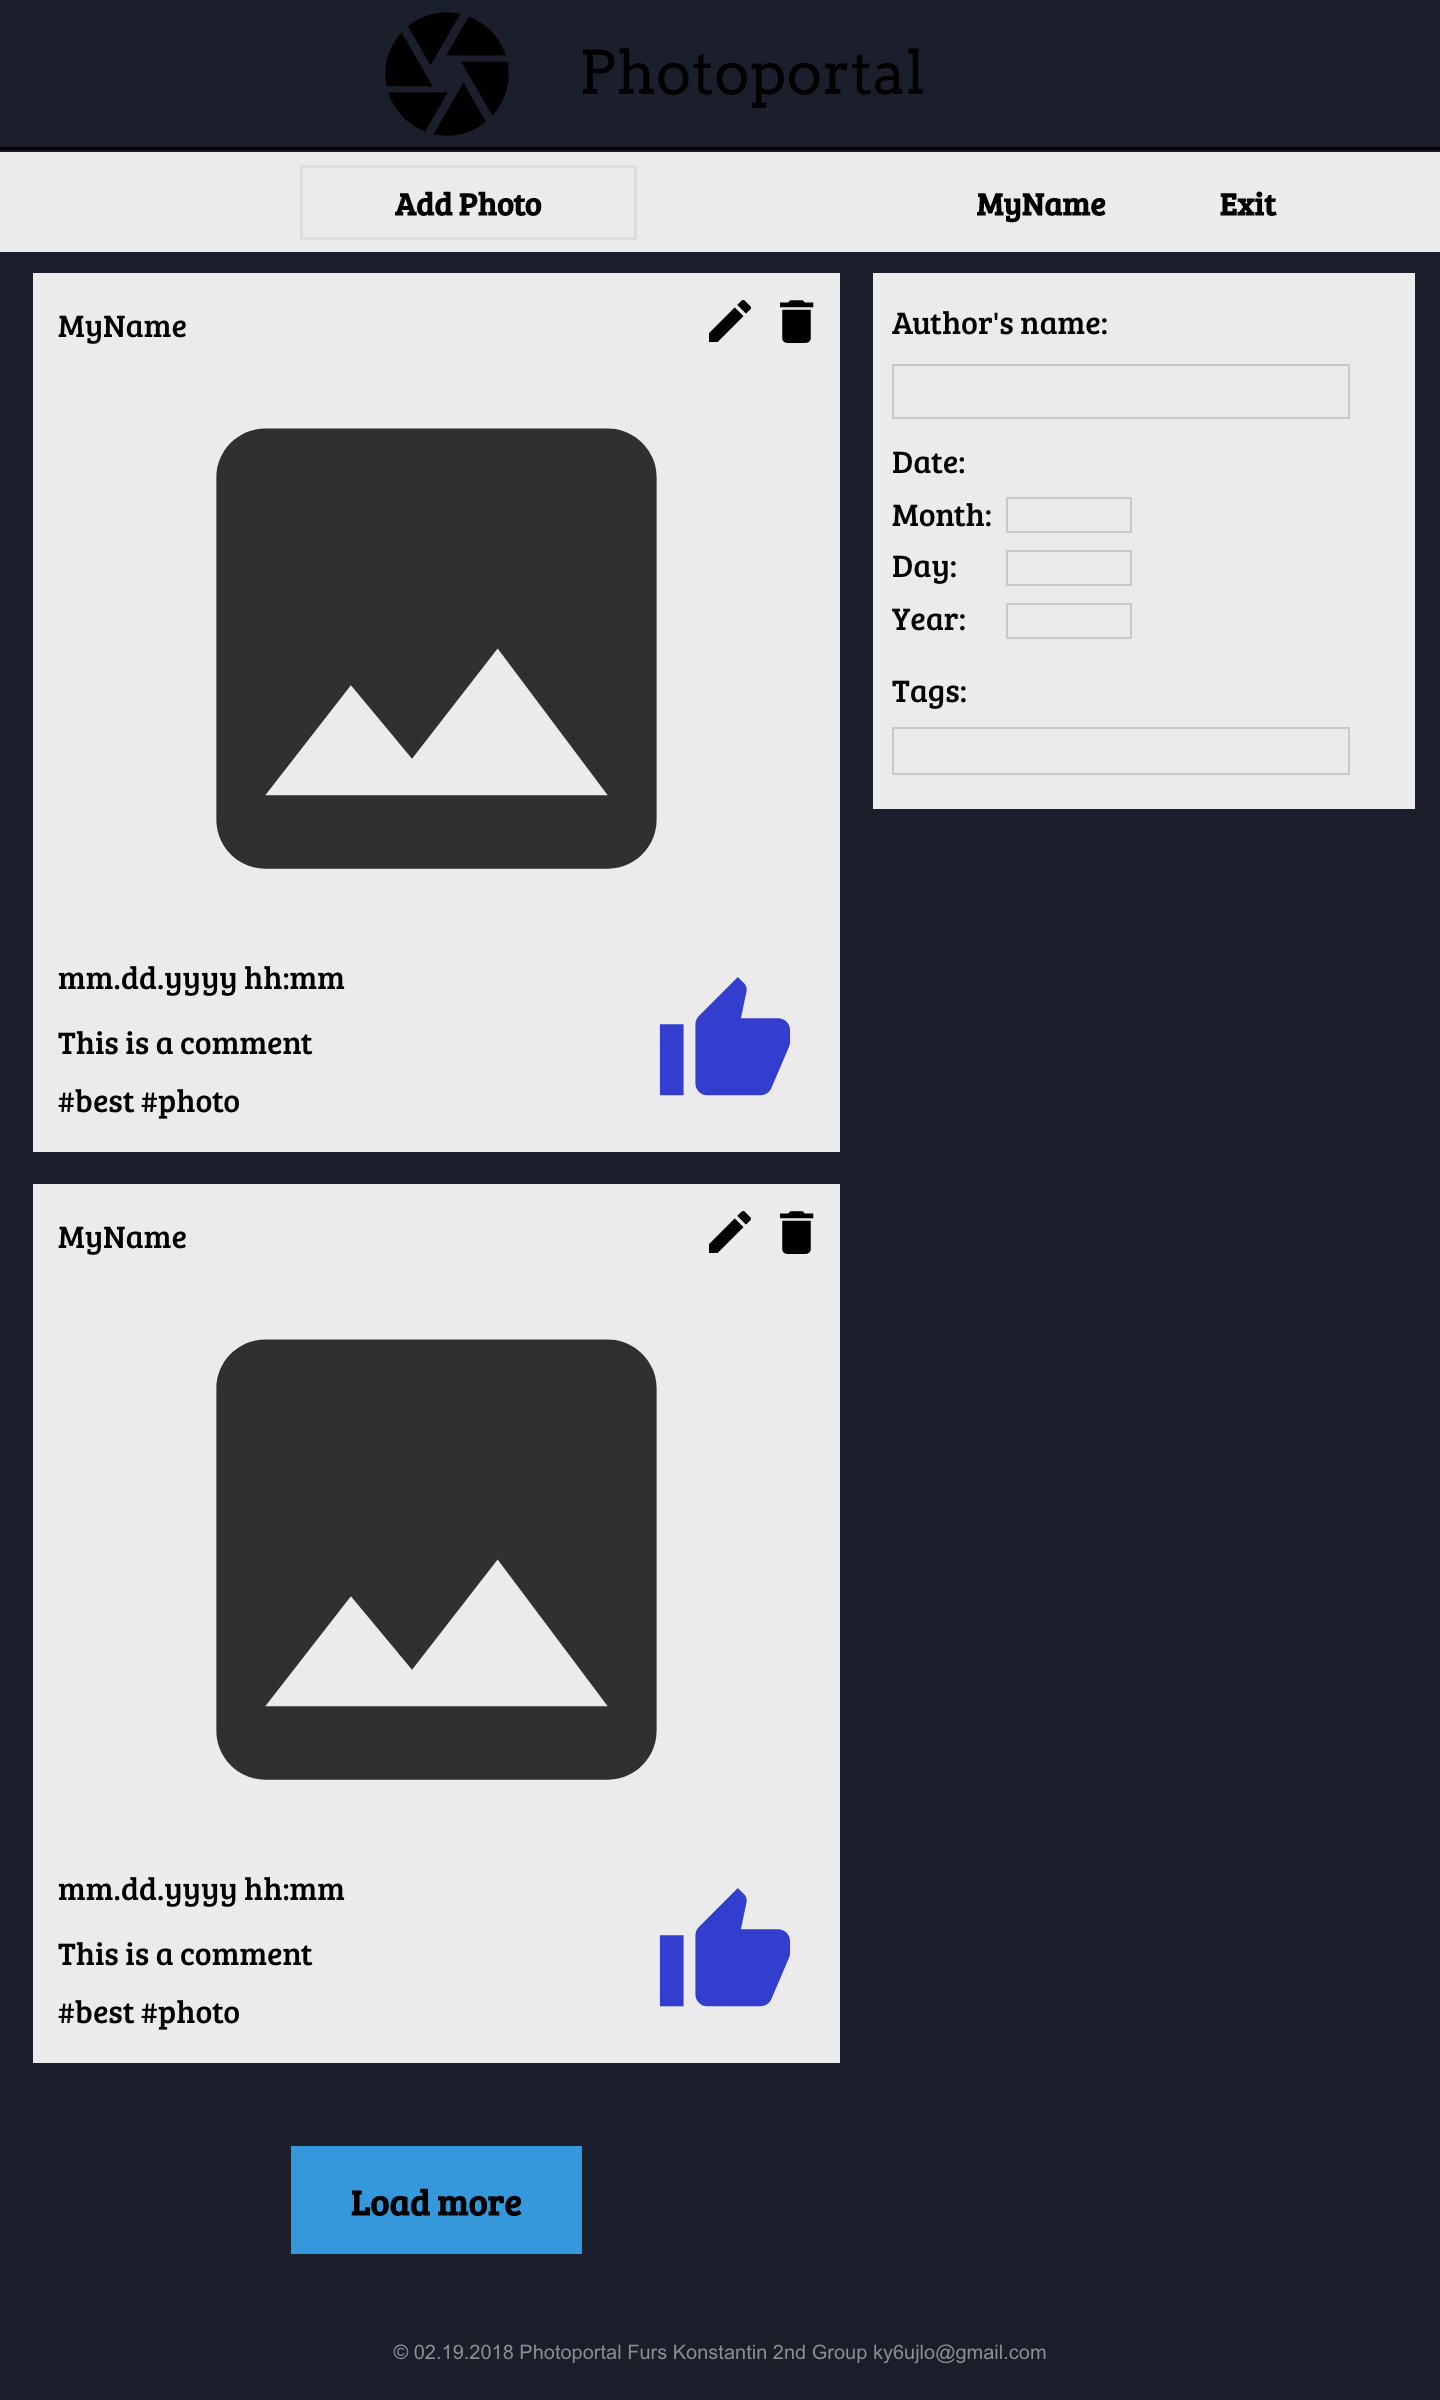 Photoportal
Add Photo
MyName
Exit
MyName
mm.dd.yyyy hh:mm
This is a comment
#best #photo
Author's name:
Date:
Month:
Day:
Year:
Tags:
MyName
mm.dd.yyyy hh:mm
This is a comment
#best #photo
Load more
© 02.19.2018 Photoportal Furs Konstantin 2nd Group ky6ujlo@gmail.com